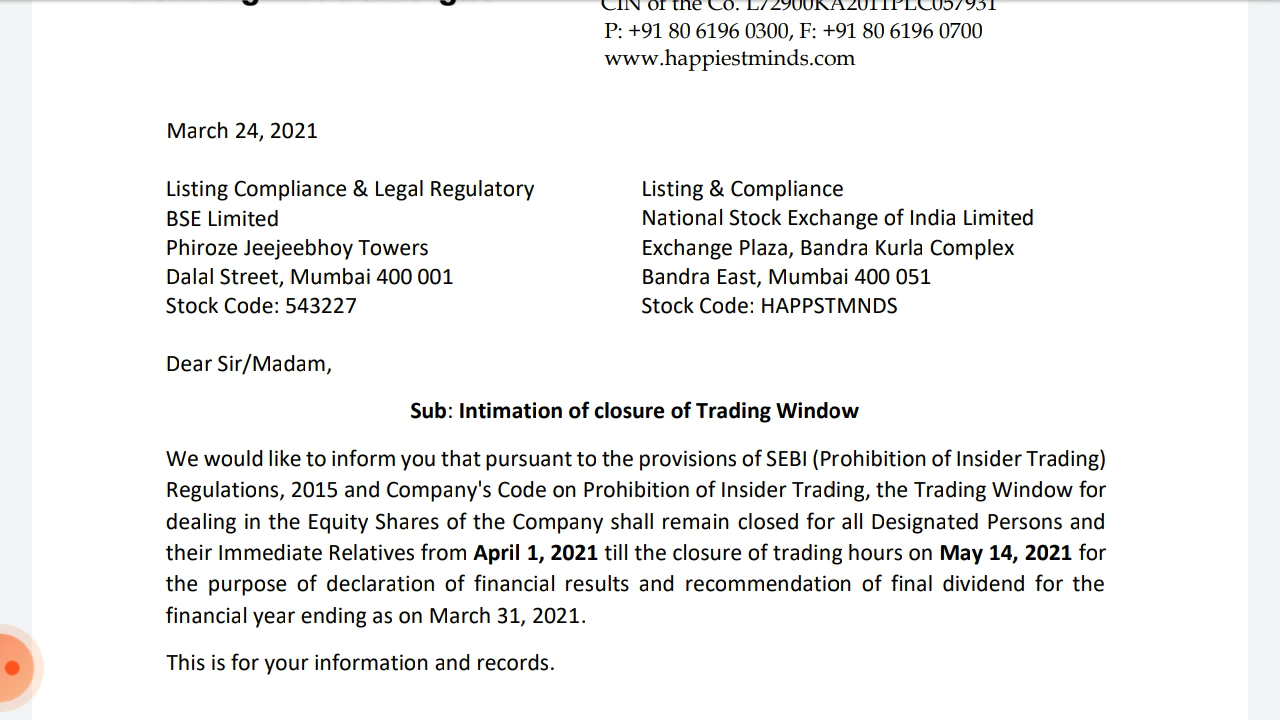 CIN of the Co. L72900KA2011PLC057931
P: +91 80 6196 0300, F: +91 80 6196 0700
www.happiestminds.com
March 24, 2021
Listing Compliance & Legal Regulatory
BSE Limited
Phiroze Jeejeebhoy Towers
Dalal Street, Mumbai 400 001
Stock Code: 543227
Listing & Compliance
National Stock Exchange of India Limited
Exchange Plaza, Bandra Kurla Complex
Bandra East, Mumbai 400 051
Stock Code: HAPPSTMNDS
Dear Sir/Madam,
Sub: Intimation of closure of Trading Window
We would like to inform you that pursuant to the provisions of SEBI (Prohibition of Insider Trading)
Regulations, 2015 and Company's Code on Prohibition of Insider Trading, the Trading Window for
dealing in the Equity Shares of the Company shall remain closed for all Designated Persons and
their Immediate Relatives from April 1, 2021 till the closure of trading hours on May 14, 2021 for
the purpose of declaration of financial results and recommendation of final dividend for the
financial year ending as on March 31, 2021.
This is for your information and records.